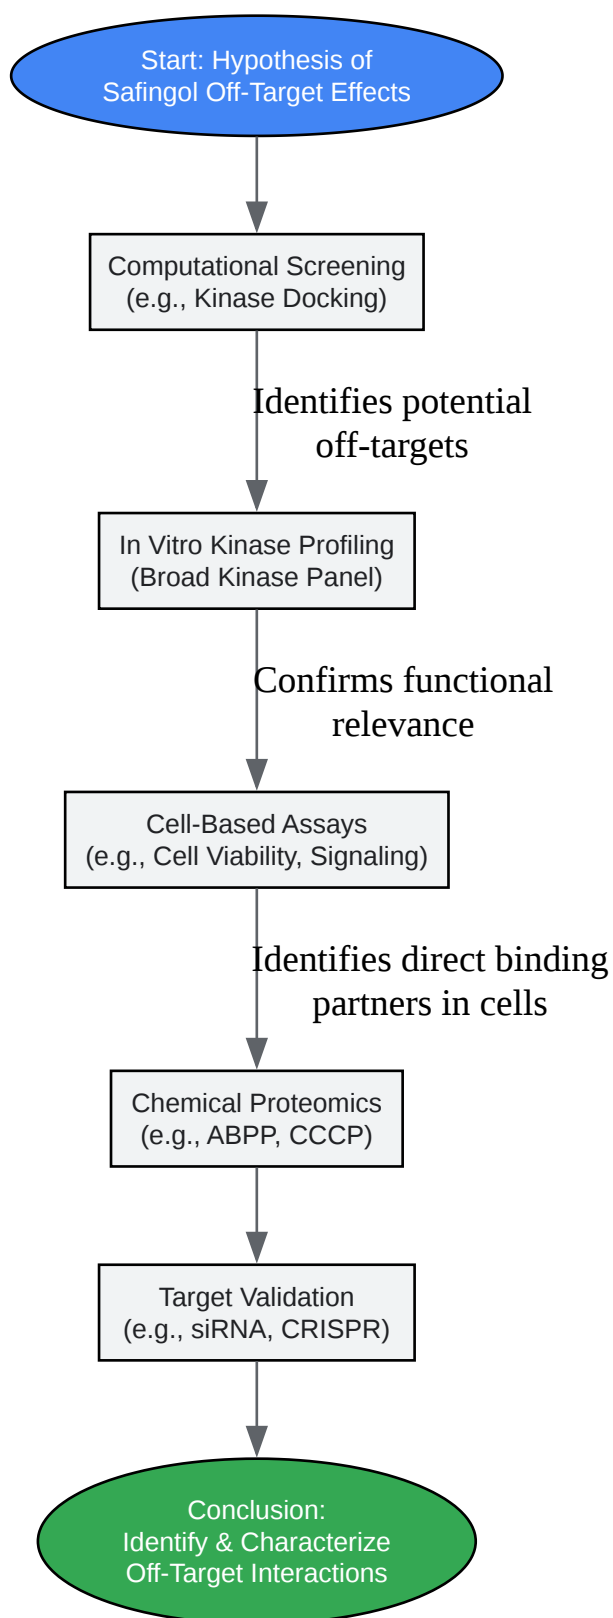 Start: Hypothesis of
Safingol Off-Target Effects
Computational Screening
(e.g., Kinase Docking)
Identifies potential
off-targets
In Vitro Kinase Profiling
(Broad Kinase Panel)
Confirms functional
relevance
Cell-Based Assays
(e.g., Cell Viability, Signaling)
Identifies direct binding
partners in cells
Chemical Proteomics
(e.g., ABPP, CCCP)
Target Validation
(e.g., siRNA, CRISPR)
Conclusion:
Identify & Characterize
Off-Target Interactions